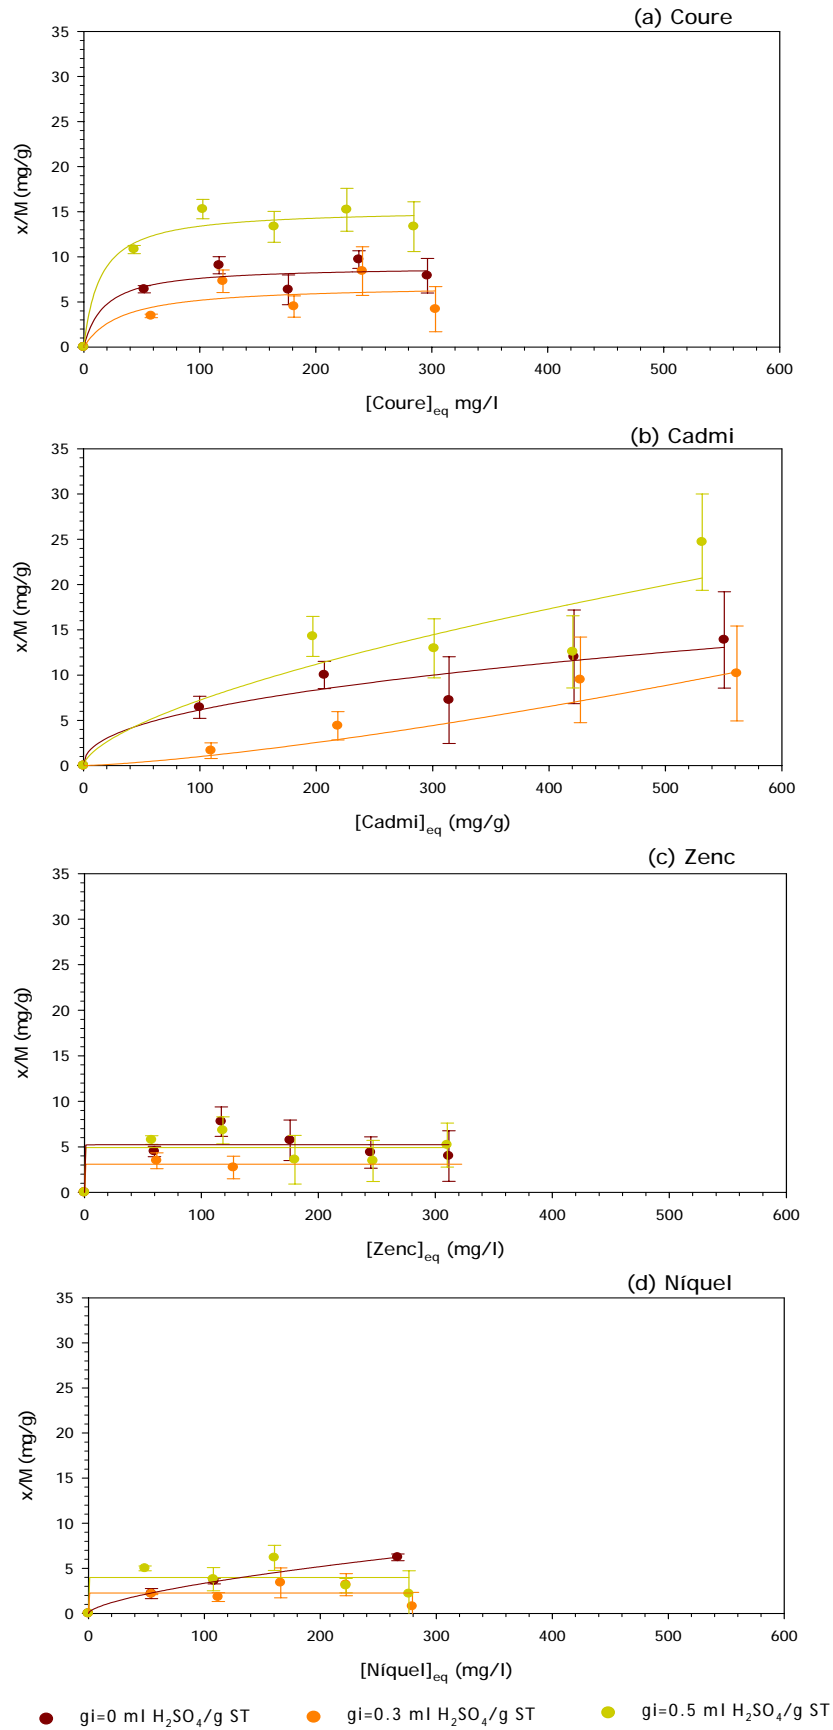 (a) Coure
35
30
25
20
15
10
5
0
x/M (mg/g)
0 100 200 300 400 500 600
[Coure]eq mg/l
(b) Cadmi
35
30
25
20
15
10
5
0
x/M (mg/g)
0 100 200 300 400 500 600
[Cadmi]eq (mg/g)
(c) Zenc
35
30
25
20
15
10
5
0
x/M (mg/g)
0 100 200 300 400 500 600
[Zenc]eq (mg/l)
(d) Níquel
35
30
25
20
15
10
5
0
x/M (mg/g)
0 100 200 300 400 500 600
[Níquel]eq (mg/l)
gi=0 ml H2SO4/g ST gi=0.3 ml H2SO4/g ST gi=0.5 ml H2SO4/g ST